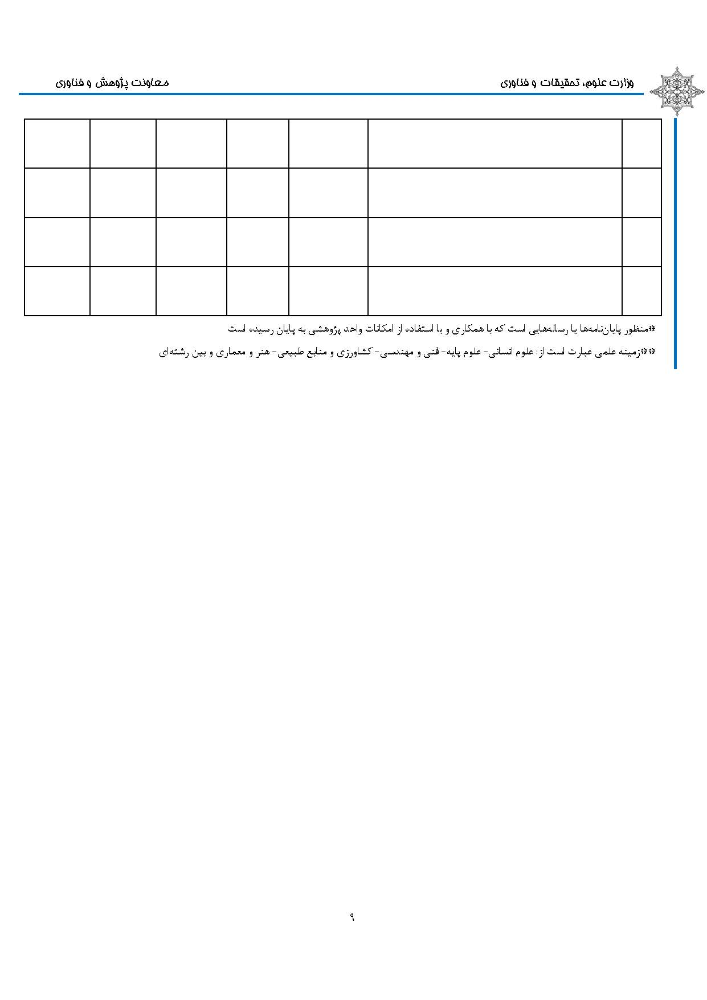 وزارت علوم، تحقیقات و فناوری
معاونت پژوهش و فناوری
*منظور پایان‌نامه‌ها یا رساله‌هایی است که با همکاری و با استفاده از امکانات واحد پژوهشی به پایان رسیده است
**زمینه علمی عبارت است از: علوم انسانی- علوم پایه- فنی و مهندسی- کشاورزی و منابع طبیعی- هنر و معماری و بین رشته‌ای
۹